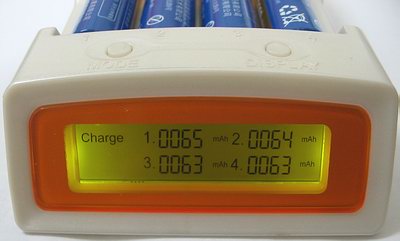 MODE DISPLAY
Charge 1. 0065 mAh 2. 0064 mAh
3. 0063 mAh 4. 0063 mAh